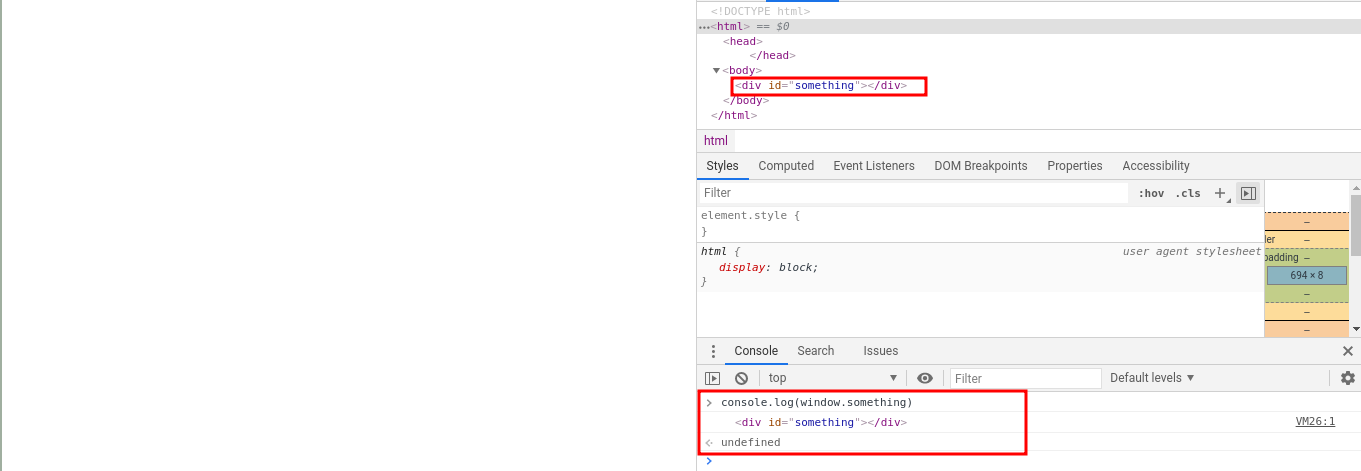 <!DOCTYPE html>
…<html> == $0
<head>
</head>
<body>
<div id="something"></div>
</body>
</html>
html
Styles Computed Event Listeners DOM Breakpoints Properties Accessibility
Filter :hov .cls +
element.style {
}
html { user agent stylesheet
display: block;
}
–
der –
padding –
694 × 8
–
–
–
Console Search Issues
top Filter Default levels
console.log(window.something)
<div id="something"></div> VM26:1
undefined